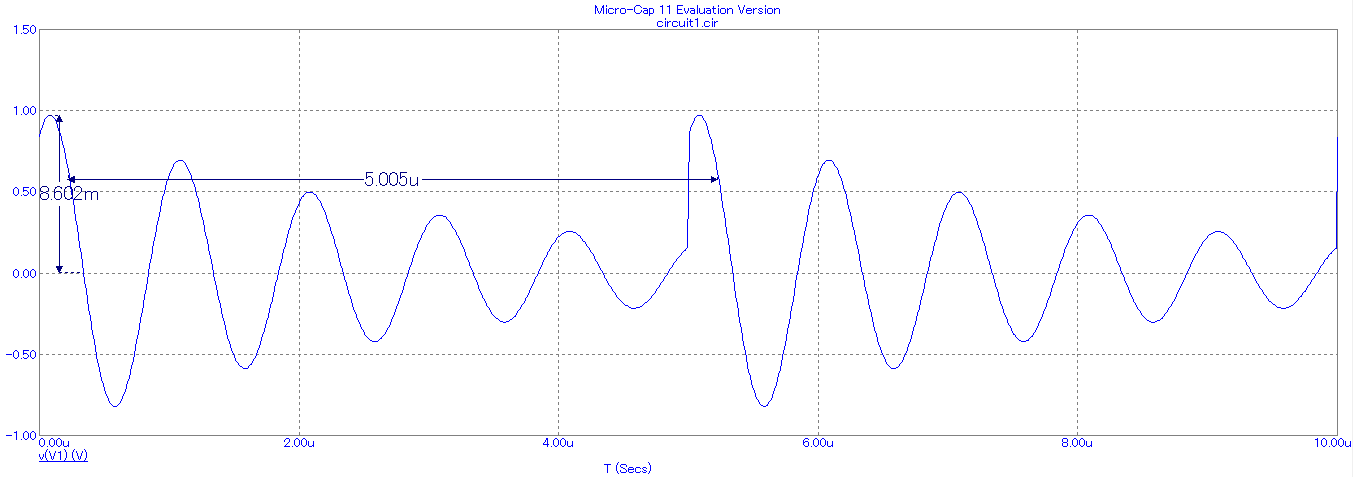 Micro-Cap 11 Evaluation Version
circuit1.cir
1.50
1.00
5.005u
0.50
8.602m
0.00
-0.50
-1.00
0.00u 2.00u 4.00u 6.00u 8.00u 10.00u
v(V1) (V)
T (Secs)